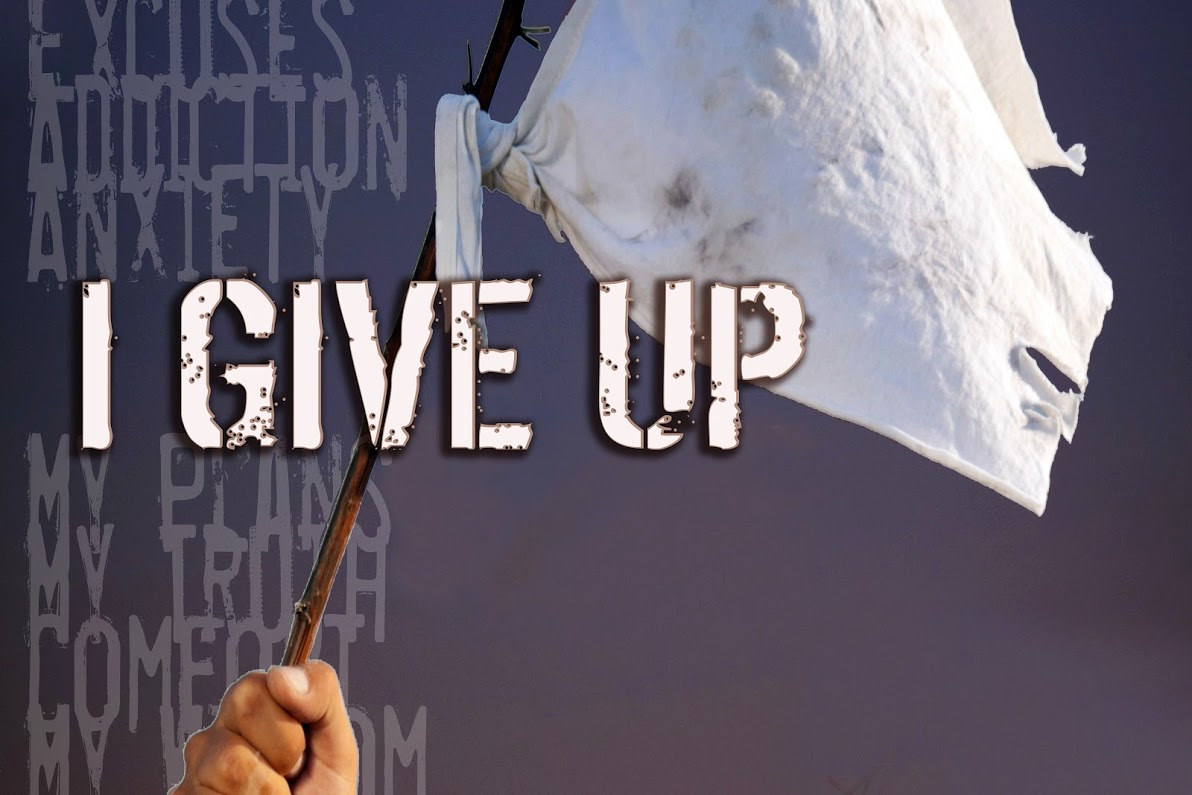 EXCUSES
ADDICTION
ANXIETY
I GIVE UP
MY PLANS
MY TRUTH
COMFORT
MY